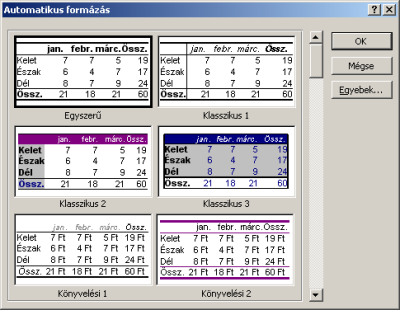 Automatikus formázás
OK
Mégse
Egyebek...
jan. febr. márc. Össz.
Kelet 7 7 5 19
Észak 6 4 7 17
Dél 8 7 9 24
Össz. 21 18 21 60
Egyszerű
jan. febr. márc. Össz.
Kelet 7 7 5 19
Észak 6 4 7 17
Dél 8 7 9 24
Össz. 21 18 21 60
Klasszikus 1
jan. febr. márc. Össz.
Kelet 7 7 5 19
Észak 6 4 7 17
Dél 8 7 9 24
Össz. 21 18 21 60
Klasszikus 2
jan. febr. márc. Össz.
Kelet 7 7 5 19
Észak 6 4 7 17
Dél 8 7 9 24
Össz. 21 18 21 60
Klasszikus 3
jan. febr. márc. Össz.
Kelet 7 Ft 7 Ft 5 Ft 19 Ft
Észak 6 Ft 4 Ft 7 Ft 17 Ft
Dél 8 Ft 7 Ft 9 Ft 24 Ft
Össz. 21 Ft 18 Ft 21 Ft 60 Ft
Könyvelési 1
jan. febr. márc. Össz.
Kelet 7 Ft 7 Ft 5 Ft 19 Ft
Észak 6 Ft 4 Ft 7 Ft 17 Ft
Dél 8 Ft 7 Ft 9 Ft 24 Ft
Össz. 21 Ft 18 Ft 21 Ft 60 Ft
Könyvelési 2